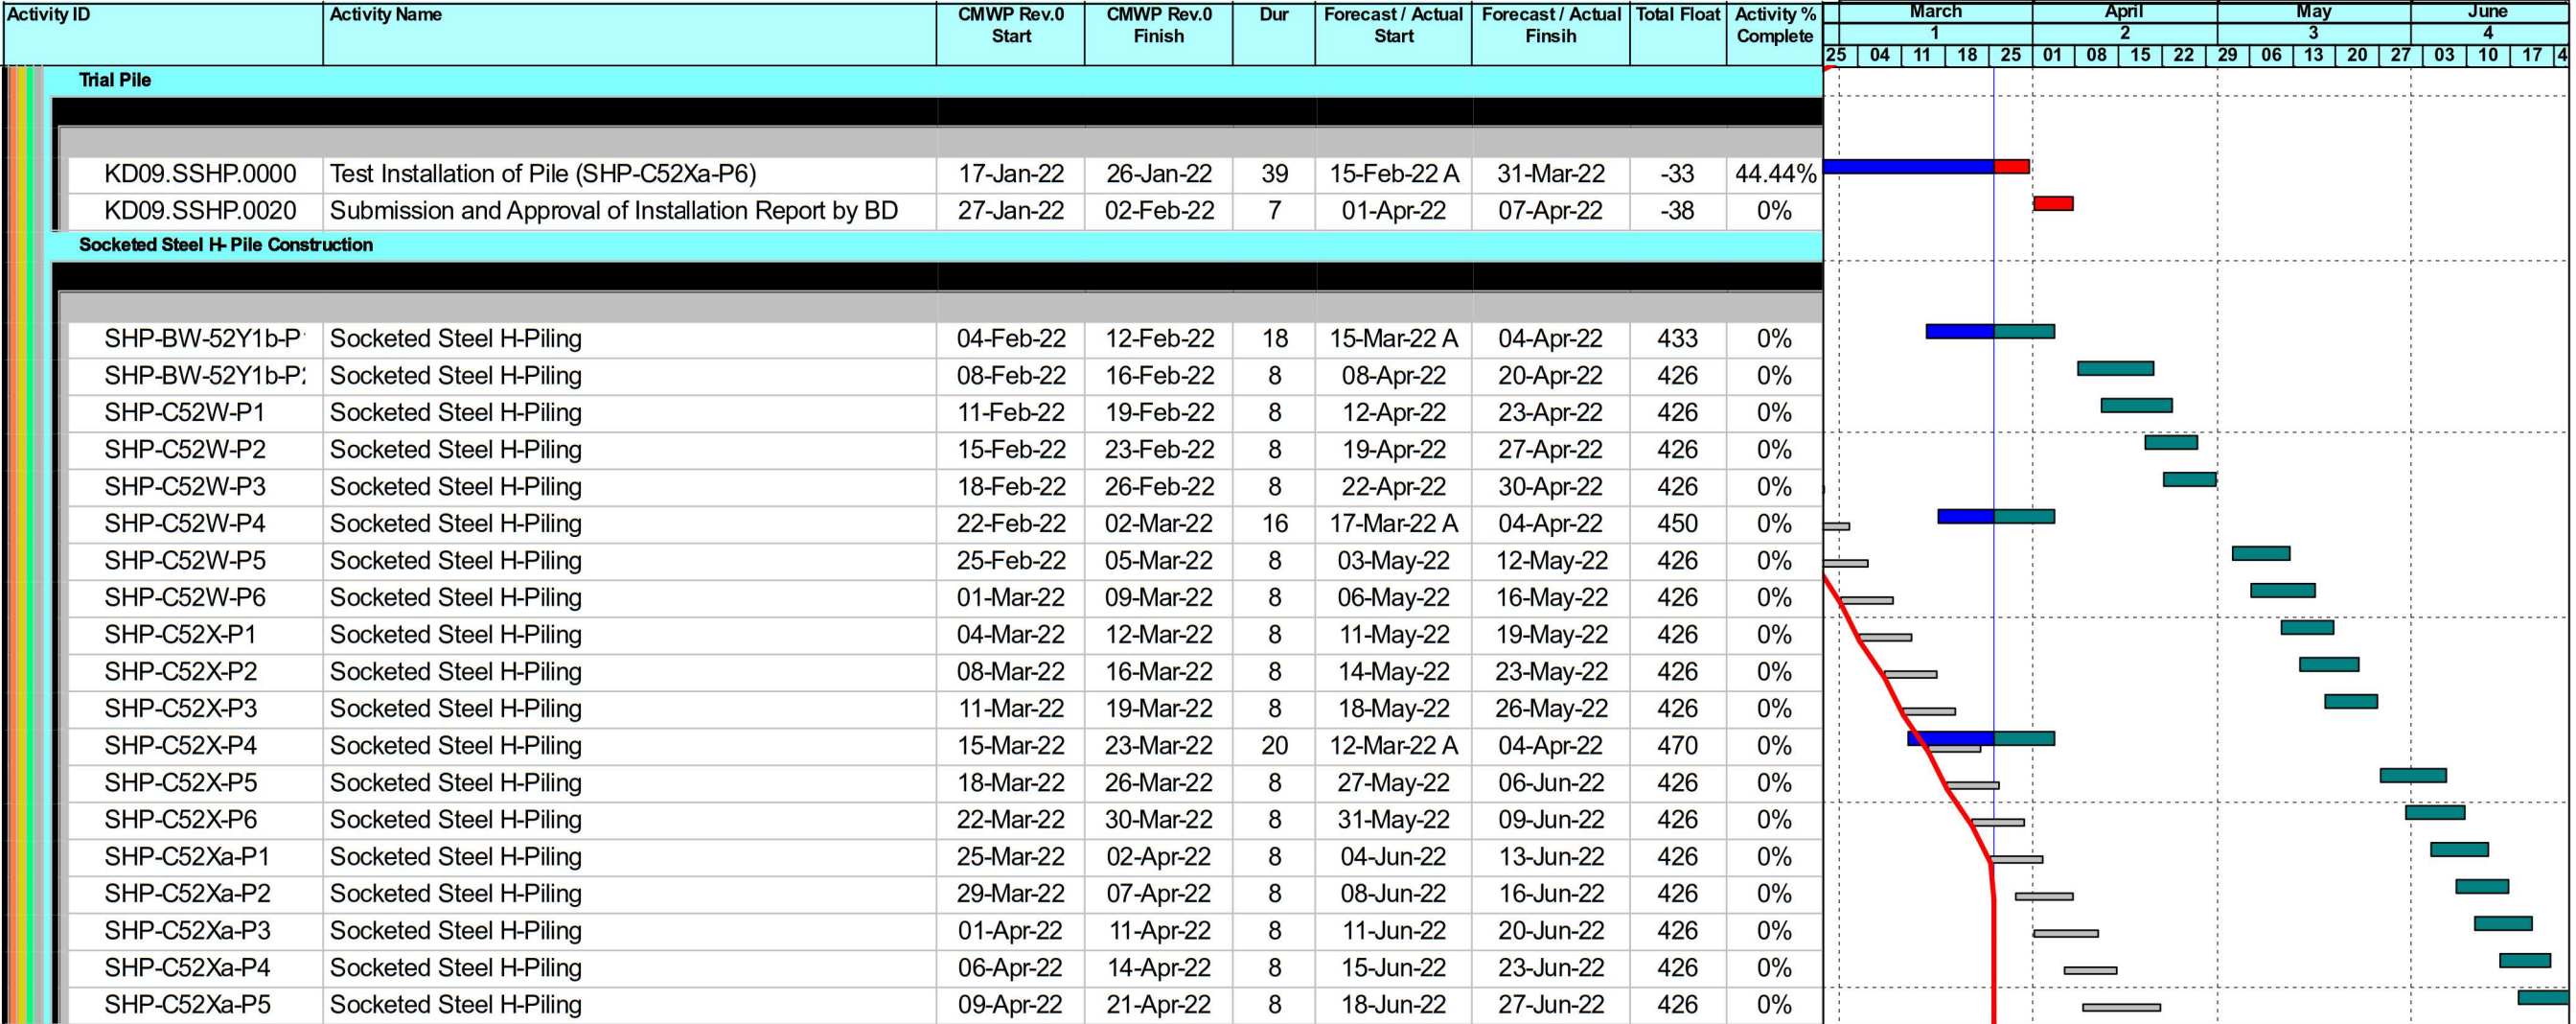 Activity ID Activity Name CMWP Rev.0 Start CMWP Rev.0 Finish Dur Forecast / Actual Start Forecast / Actual Finsih Total Float Activity % Complete March April May June
1 2 3 4
25 04 11 18 25 01 08 15 22 29 06 13 20 27 03 10 17 4
Trial Pile
KD09.SSHP.0000 Test Installation of Pile (SHP-C52Xa-P6) 17-Jan-22 26-Jan-22 39 15-Feb-22 A 31-Mar-22 -33 44.44%
KD09.SSHP.0020 Submission and Approval of Installation Report by BD 27-Jan-22 02-Feb-22 7 01-Apr-22 07-Apr-22 -38 0%
Socketed Steel H- Pile Construction
SHP-BW-52Y1b-P Socketed Steel H-Piling 04-Feb-22 12-Feb-22 18 15-Mar-22 A 04-Apr-22 433 0%
SHP-BW-52Y1b-P Socketed Steel H-Piling 08-Feb-22 16-Feb-22 8 08-Apr-22 20-Apr-22 426 0%
SHP-C52W-P1 Socketed Steel H-Piling 11-Feb-22 19-Feb-22 8 12-Apr-22 23-Apr-22 426 0%
SHP-C52W-P2 Socketed Steel H-Piling 15-Feb-22 23-Feb-22 8 19-Apr-22 27-Apr-22 426 0%
SHP-C52W-P3 Socketed Steel H-Piling 18-Feb-22 26-Feb-22 8 22-Apr-22 30-Apr-22 426 0%
SHP-C52W-P4 Socketed Steel H-Piling 22-Feb-22 02-Mar-22 16 17-Mar-22 A 04-Apr-22 450 0%
SHP-C52W-P5 Socketed Steel H-Piling 25-Feb-22 05-Mar-22 8 03-May-22 12-May-22 426 0%
SHP-C52W-P6 Socketed Steel H-Piling 01-Mar-22 09-Mar-22 8 06-May-22 16-May-22 426 0%
SHP-C52X-P1 Socketed Steel H-Piling 04-Mar-22 12-Mar-22 8 11-May-22 19-May-22 426 0%
SHP-C52X-P2 Socketed Steel H-Piling 08-Mar-22 16-Mar-22 8 14-May-22 23-May-22 426 0%
SHP-C52X-P3 Socketed Steel H-Piling 11-Mar-22 19-Mar-22 8 18-May-22 26-May-22 426 0%
SHP-C52X-P4 Socketed Steel H-Piling 15-Mar-22 23-Mar-22 20 12-Mar-22 A 04-Apr-22 470 0%
SHP-C52X-P5 Socketed Steel H-Piling 18-Mar-22 26-Mar-22 8 27-May-22 06-Jun-22 426 0%
SHP-C52X-P6 Socketed Steel H-Piling 22-Mar-22 30-Mar-22 8 31-May-22 09-Jun-22 426 0%
SHP-C52Xa-P1 Socketed Steel H-Piling 25-Mar-22 02-Apr-22 8 04-Jun-22 13-Jun-22 426 0%
SHP-C52Xa-P2 Socketed Steel H-Piling 29-Mar-22 07-Apr-22 8 08-Jun-22 16-Jun-22 426 0%
SHP-C52Xa-P3 Socketed Steel H-Piling 01-Apr-22 11-Apr-22 8 11-Jun-22 20-Jun-22 426 0%
SHP-C52Xa-P4 Socketed Steel H-Piling 06-Apr-22 14-Apr-22 8 15-Jun-22 23-Jun-22 426 0%
SHP-C52Xa-P5 Socketed Steel H-Piling 09-Apr-22 21-Apr-22 8 18-Jun-22 27-Jun-22 426 0%